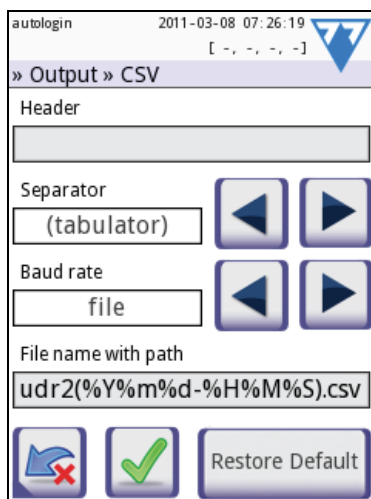 autologin 2011-03-08 07:26:19
[ -, -, -, -]
» Output » CSV
Header
Separator
(tabulator)
Baud rate
file
File name with path
udr2(%Y%m%d-%H%M%S).csv
Restore Default